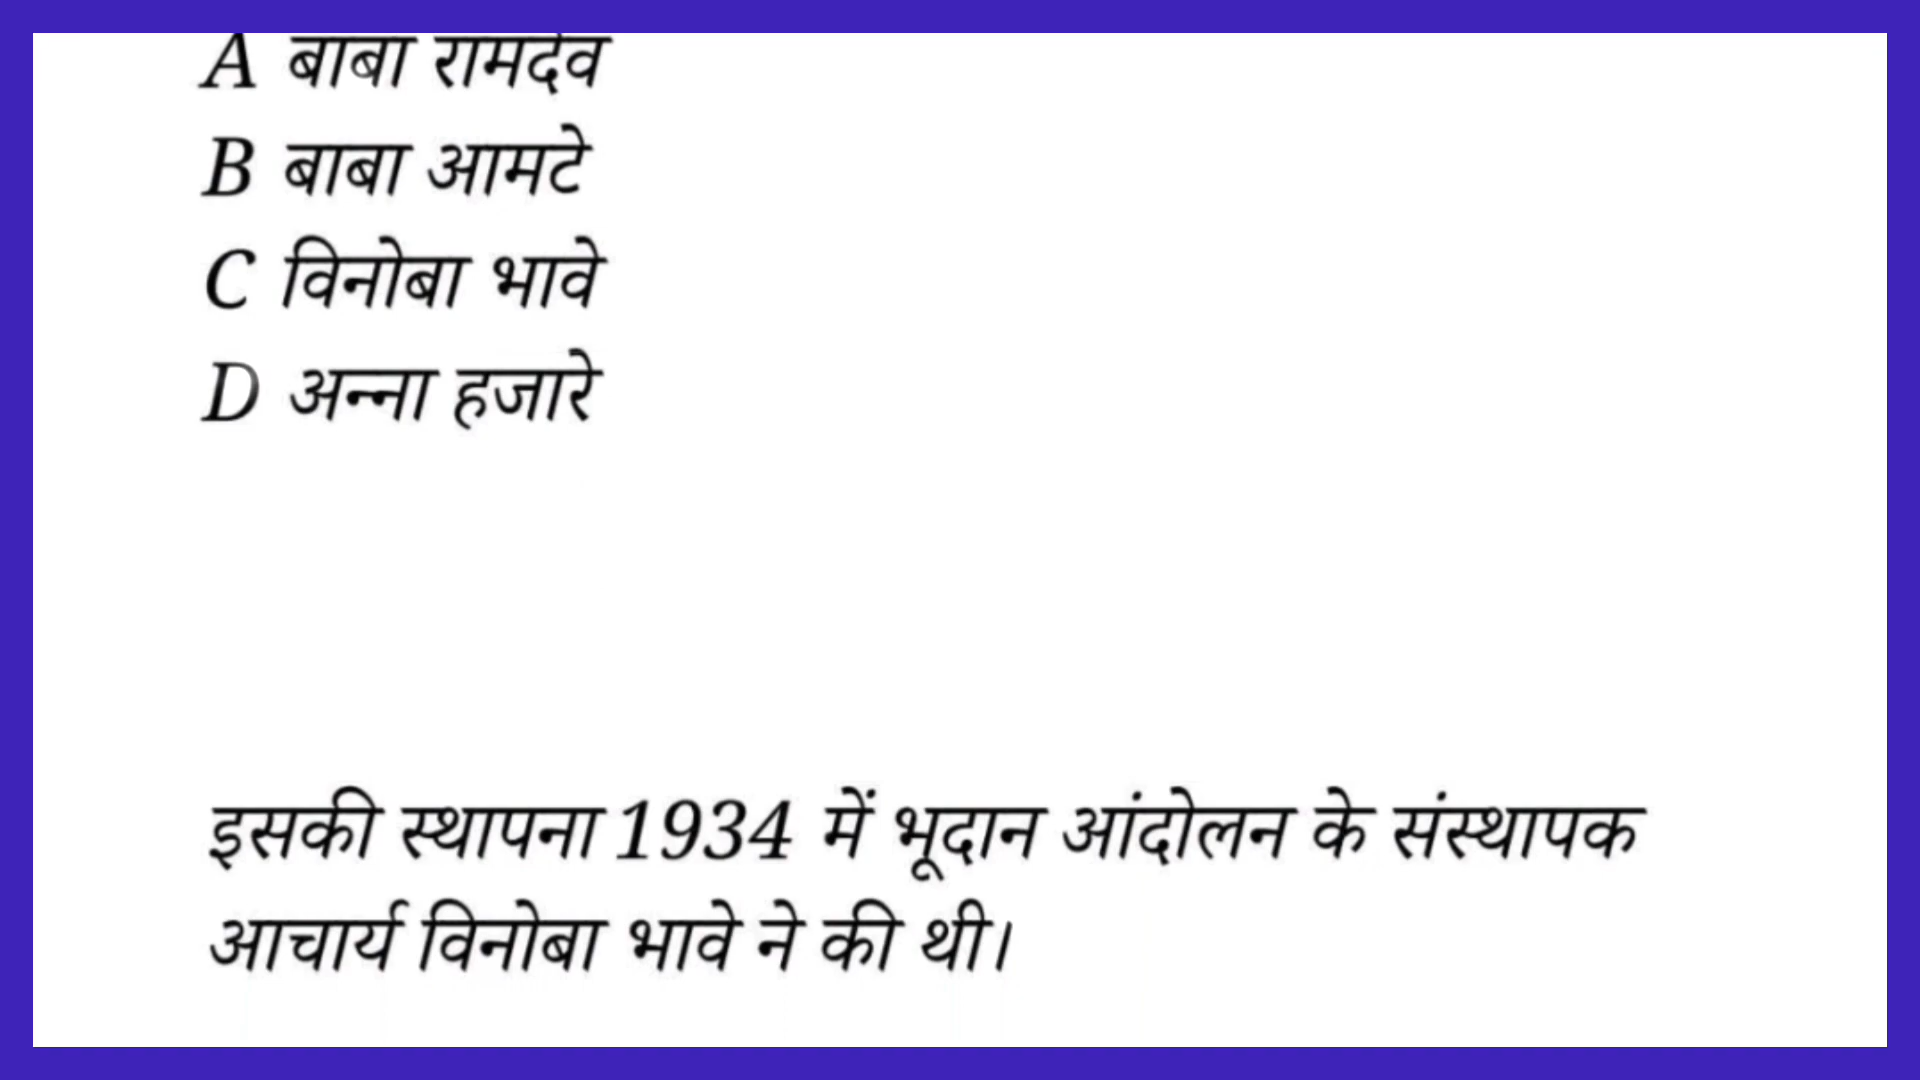 A बाबा रामदेव
B बाबा आमटे
C विनोबा भावे
D अन्ना हजारे
इसकी स्थापना 1934 में भूदान आंदोलन के संस्थापक
आचार्य विनोबा भावे ने की थी।